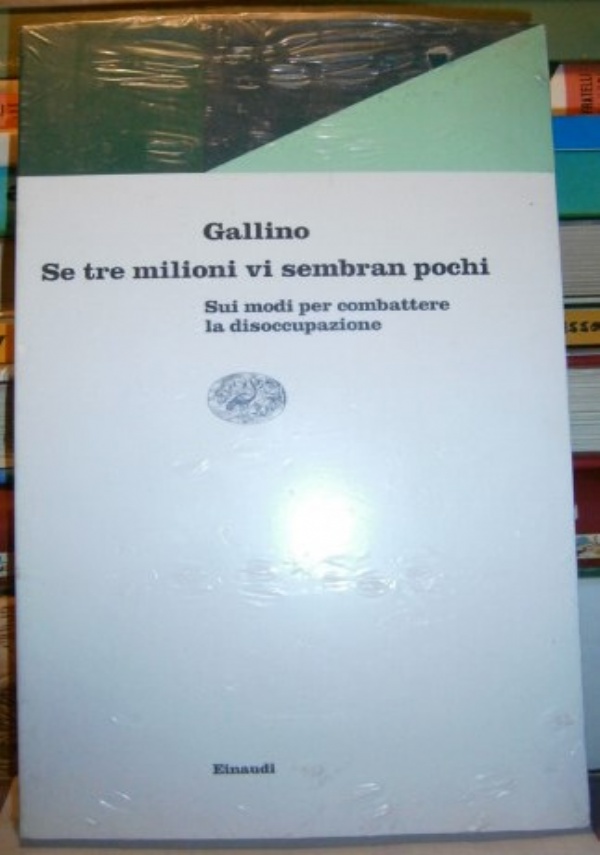 Gallino
Se tre milioni vi sembran pochi
Sui modi per combattere
la disoccupazione
Einaudi